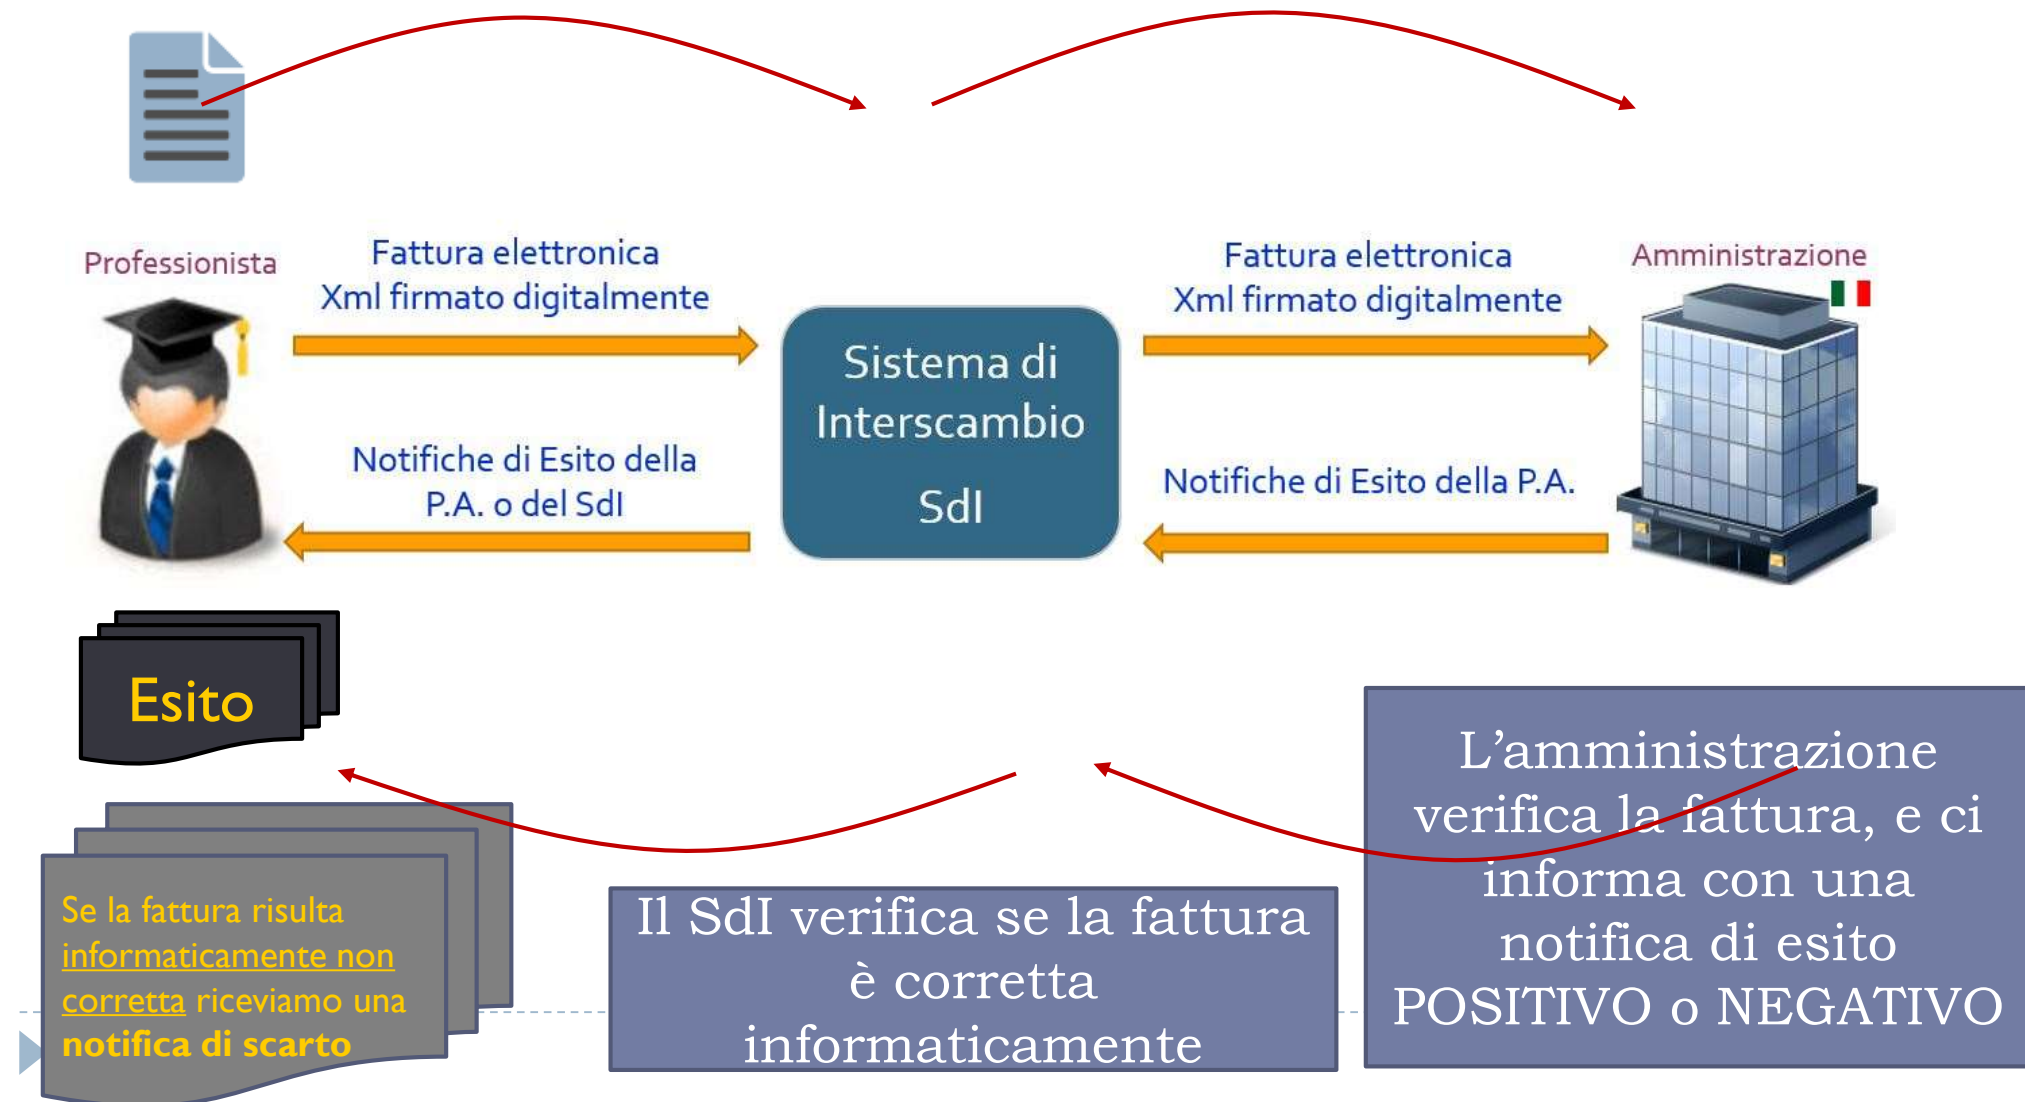 Professionista
Fattura elettronica
Xml firmato digitalmente
Fattura elettronica
Xml firmato digitalmente
Amministrazione
Sistema di
Interscambio
SdI
Notifiche di Esito della
P.A. o del SdI
Notifiche di Esito della P.A.
Esito
Se la fattura risulta
informaticamente non
corretta riceviamo una
notifica di scarto
Il SdI verifica se la fattura
è corretta
informaticamente
L’amministrazione
verifica la fattura, e ci
informa con una
notifica di esito
POSITIVO o NEGATIVO